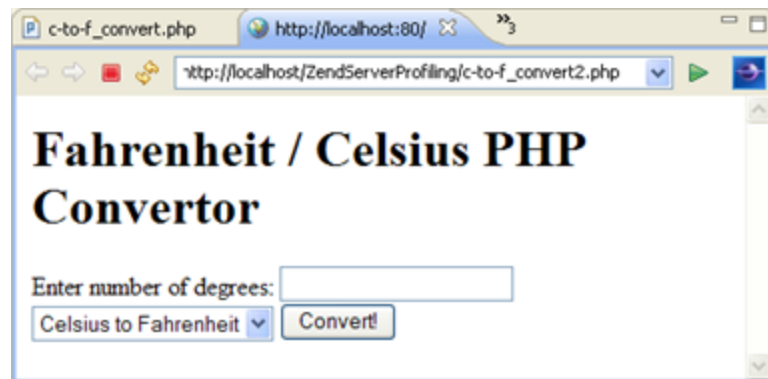 c-to-f_convert.php
http://localhost:80/
»3
http://localhost/ZendServerProfiling/c-to-f_convert2.php
Fahrenheit / Celsius PHP
Convertor
Enter number of degrees:
Celsius to Fahrenheit Convert!